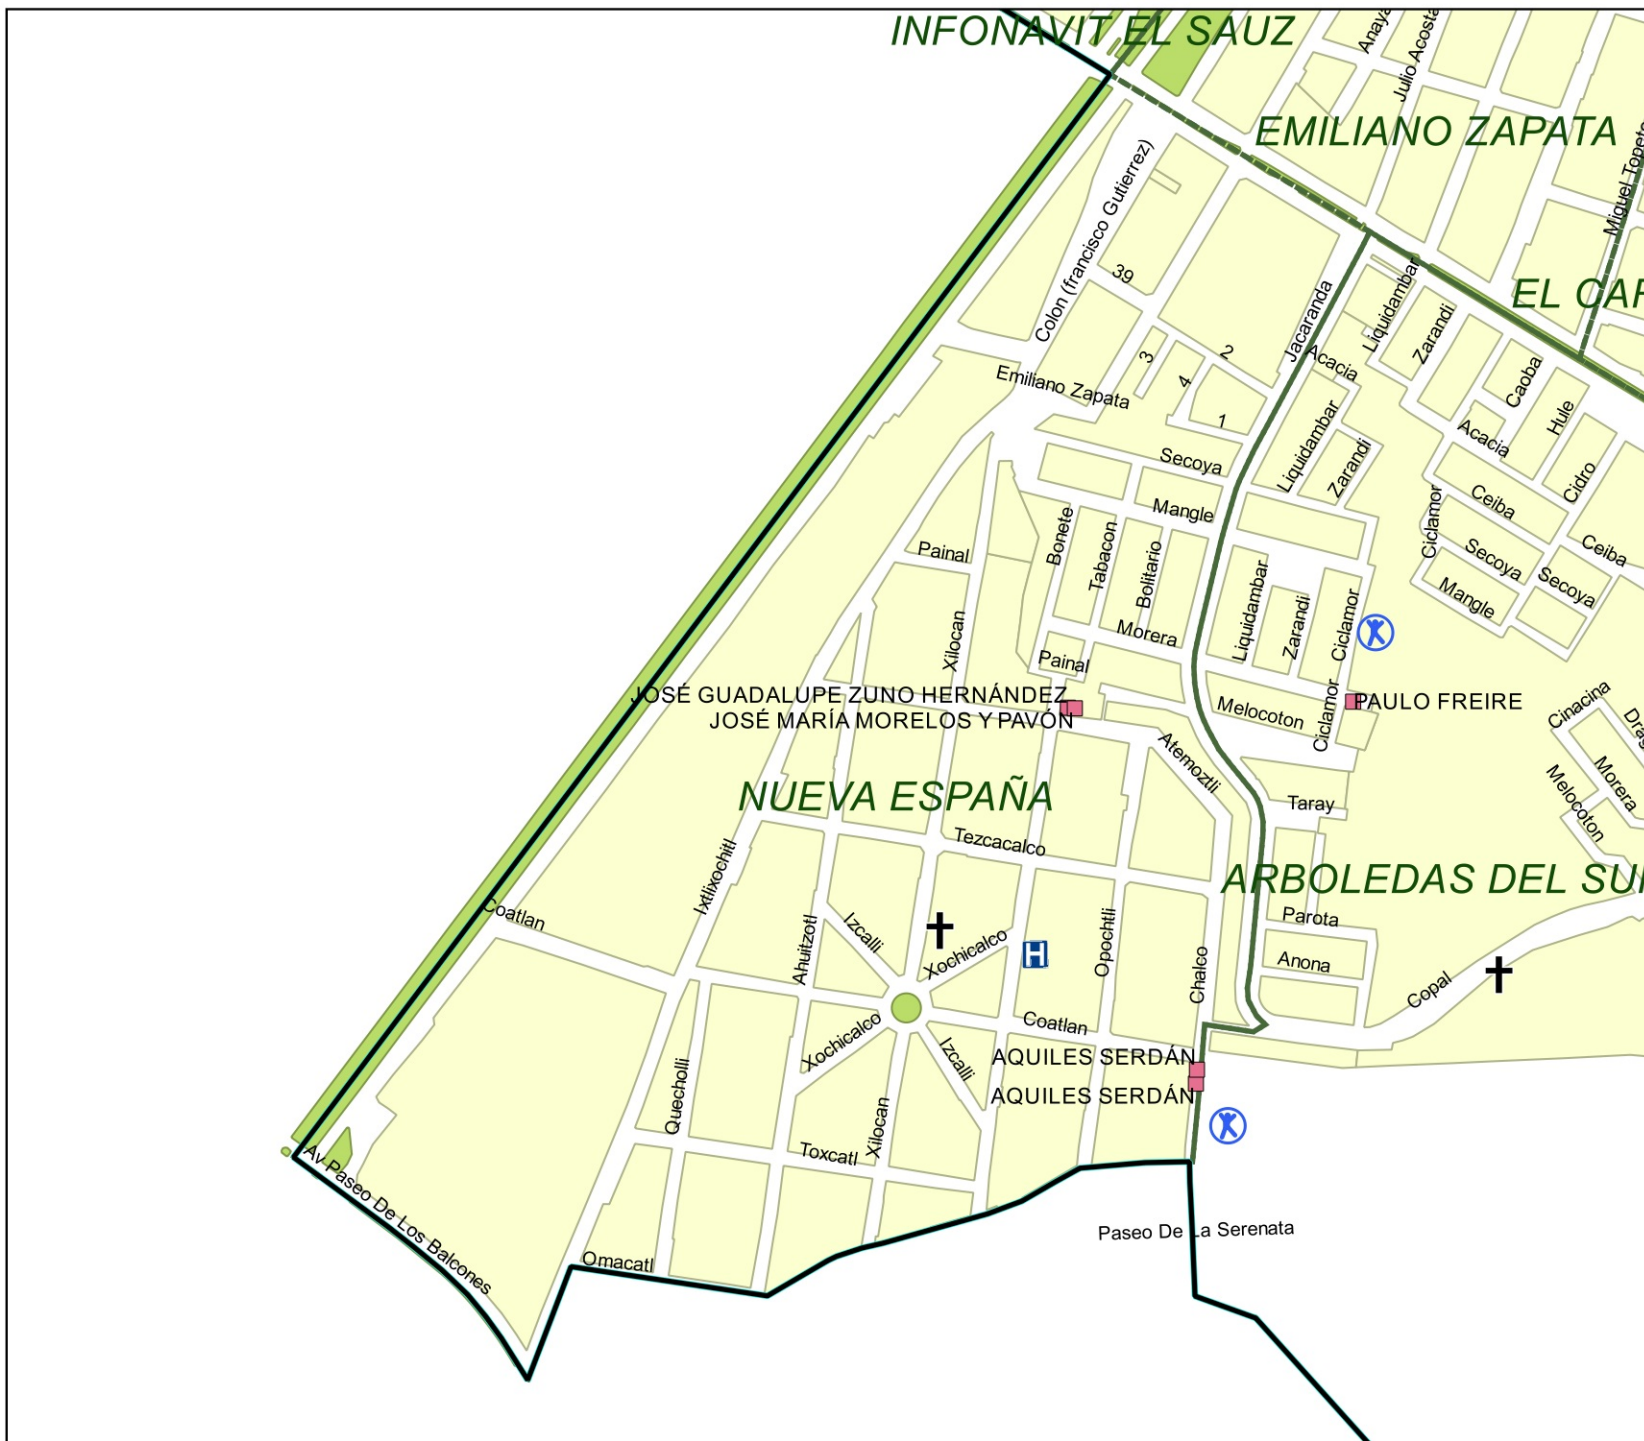 INFONAVIT EL SAUZ
Anaya
Julio Acosta
EMILIANO ZAPATA
Miguel Topete
Colon (francisco Gutierrez)
39
EL CAR
Jacaranda
Liquidambar
Zarandi
Acacia
3
2
4
Emiliano Zapata
1
Caoba
Hule
Acacia
Secoya
Liquidambar
Zarandi
Cidro
Ceiba
Mangle
Ciclamor
Ceiba
Bonete
Tabacon
Bolitario
Painal
Secoya
Secoya
Mangle
Liquidambar
Zarandi
Ciclamor
Xilocan
Morera
Painal
JOSÉ GUADALUPE ZUNO HERNÁNDEZ
JOSÉ MARÍA MORELOS Y PAVÓN
Melocoton
Ciclamor
PAULO FREIRE
Cinacina
Drag
Atemoztli
Morera
Melocoton
NUEVA ESPAÑA
Taray
Tezcacalco
Ixtlixochitl
ARBOLEDAS DEL SUR
Coatlan
Izcalli
Parota
Ahuitzotl
Xochicalco
H
Opochtli
Chalco
Anona
Copal
Xochicalco
Coatlan
Izcalli
AQUILES SERDÁN
AQUILES SERDÁN
Quecholli
Xilocan
Toxcatl
Av Paseo De Los Balcones
Paseo De La Serenata
Omacatl